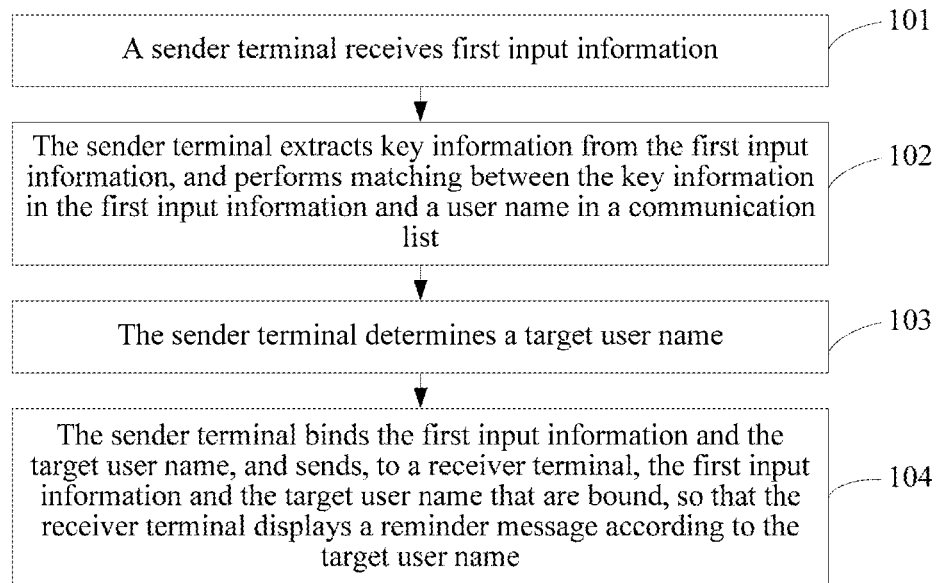 A sender terminal receives first input information
101
The sender terminal extracts key information from the first input
information, and performs matching between the key information
in the first input information and a user name in a communication
list
102
The sender terminal determines a target user name
103
The sender terminal binds the first input information and the
target user name, and sends, to a receiver terminal, the first input
information and the target user name that are bound, so that the
receiver terminal displays a reminder message according to the
target user name
104